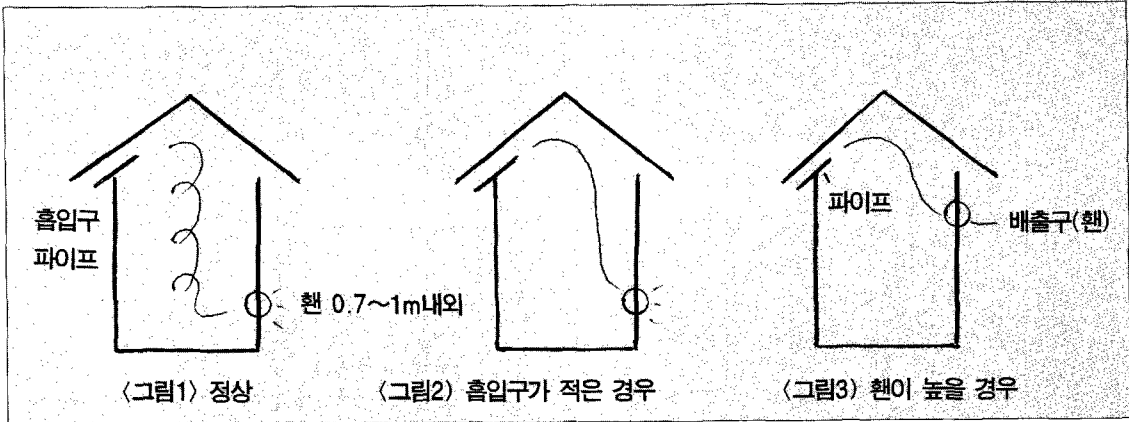 흡입구
파이프
휀 0.7～1m내외
파이프
배출구(휀)
〈그림1〉 정상
〈그림2〉 흡입구가 적은 경우
〈그림3〉 휀이 높을 경우